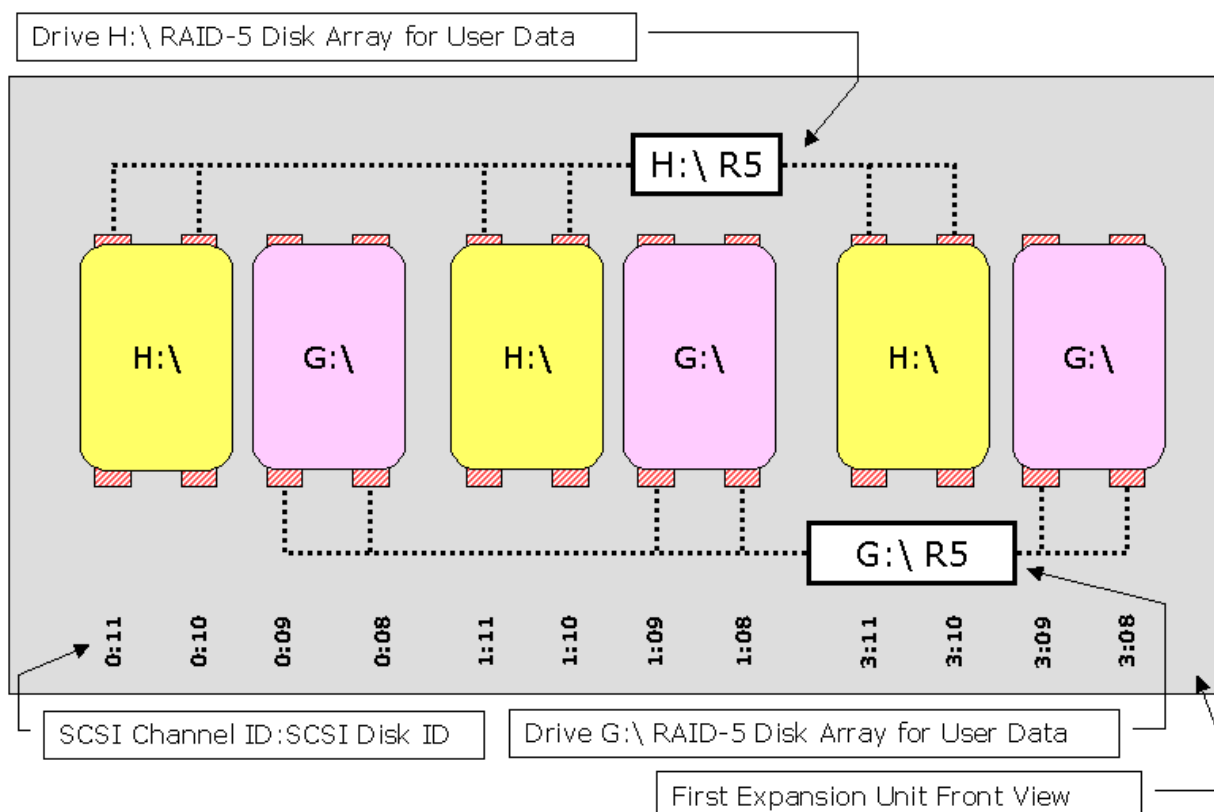 Drive H:\ RAID-5 Disk Array for User Data
H:\ R5
H:\
G:\
H:\
G:\
H:\
G:\
G:\ R5
0:11
0:10
0:09
0:08
1:11
1:10
1:09
1:08
3:11
3:10
3:09
3:08
SCSI Channel ID:SCSI Disk ID
Drive G:\ RAID-5 Disk Array for User Data
First Expansion Unit Front View